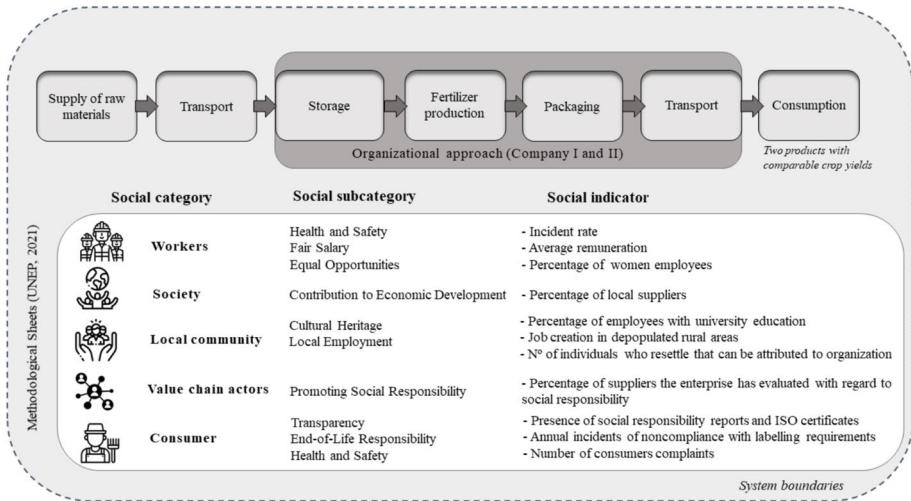 Supply of raw
materials
Transport
Storage
Fertilizer
production
Packaging
Transport
Consumption
Organizational approach (Company I and II)
Two products with
comparable crop yields
Social category
Social subcategory
Social indicator
Methodological Sheets (UNEP, 2021)
Workers
Health and Safety
Fair Salary
Equal Opportunities
- Incident rate
- Average remuneration
- Percentage of women employees
Society
Contribution to Economic Development
- Percentage of local suppliers
Local community
Cultural Heritage
Local Employment
- Percentage of employees with university education
- Job creation in depopulated rural areas
- Nº of individuals who resettle that can be attributed to organization
Value chain actors
Promoting Social Responsibility
- Percentage of suppliers the enterprise has evaluated with regard to
social responsibility
Consumer
Transparency
End-of-Life Responsibility
Health and Safety
- Presence of social responsibility reports and ISO certificates
- Annual incidents of noncompliance with labelling requirements
- Number of consumers complaints
System boundaries